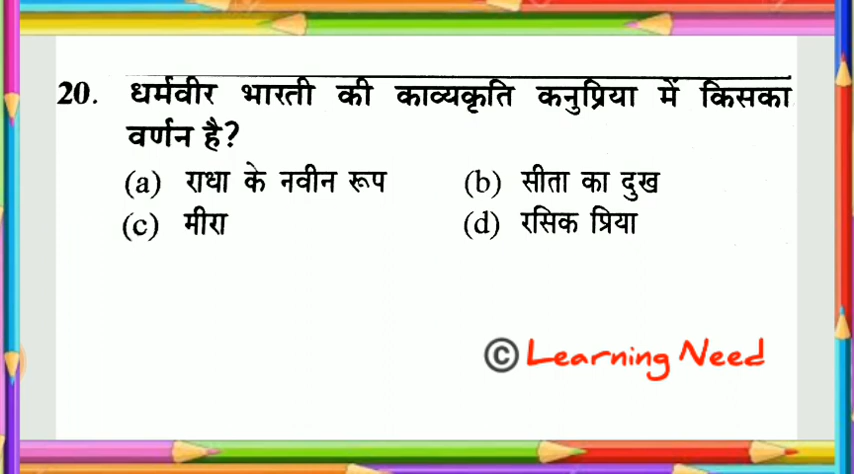 20. धर्मवीर भारती की काव्यकृति कनुप्रिया में किसका
वर्णन है?
(a) राधा के नवीन रूप (b) सीता का दुख
(c) मीरा (d) रसिक प्रिया
© Learning Need